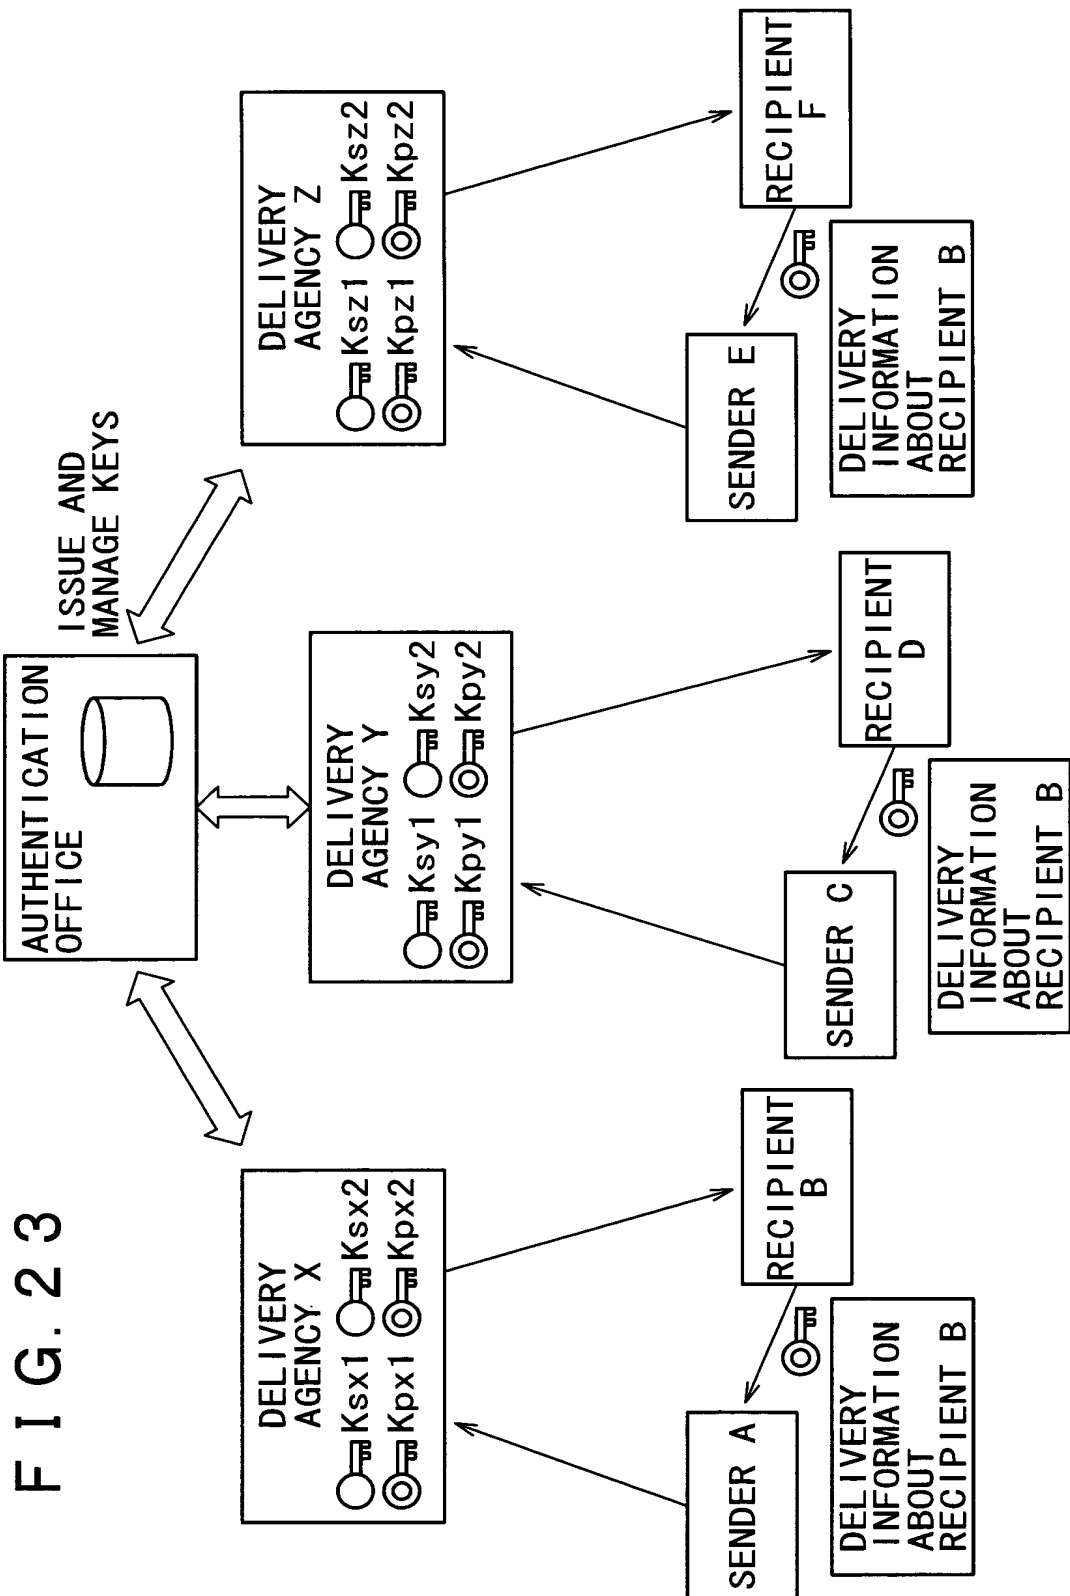 FIG. 23
AUTHENTICATION
OFFICE
ISSUE AND
MANAGE KEYS
DELIVERY
AGENCY X
Ksx1 Ksx2
Kpx1 Kpx2
DELIVERY
AGENCY Y
Ksy1 Ksy2
Kpy1 Kpy2
DELIVERY
AGENCY Z
Ksz1 Ksz2
Kpz1 Kpz2
SENDER A
RECIPIENT
B
DELIVERY
INFORMATION
ABOUT
RECIPIENT B
SENDER C
RECIPIENT
D
DELIVERY
INFORMATION
ABOUT
RECIPIENT B
SENDER E
RECIPIENT
F
DELIVERY
INFORMATION
ABOUT
RECIPIENT B